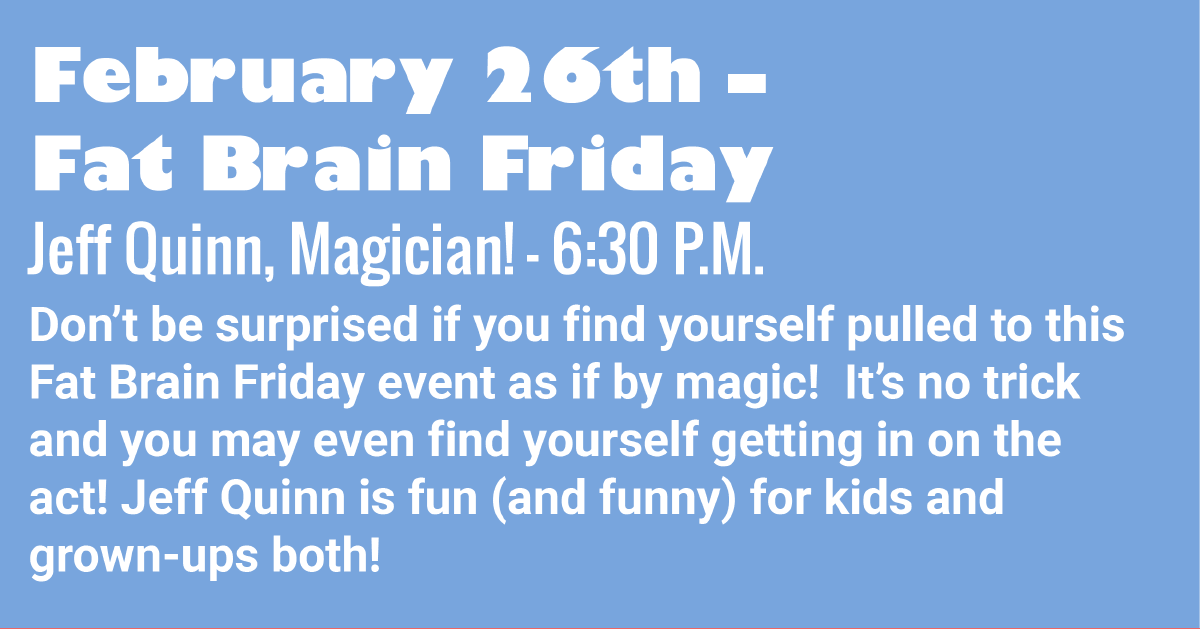 February 26th –
Fat Brain Friday
Jeff Quinn, Magician! - 6:30 P.M.
Don’t be surprised if you find yourself pulled to this
Fat Brain Friday event as if by magic!  It’s no trick
and you may even find yourself getting in on the
act! Jeff Quinn is fun (and funny) for kids and
grown-ups both!